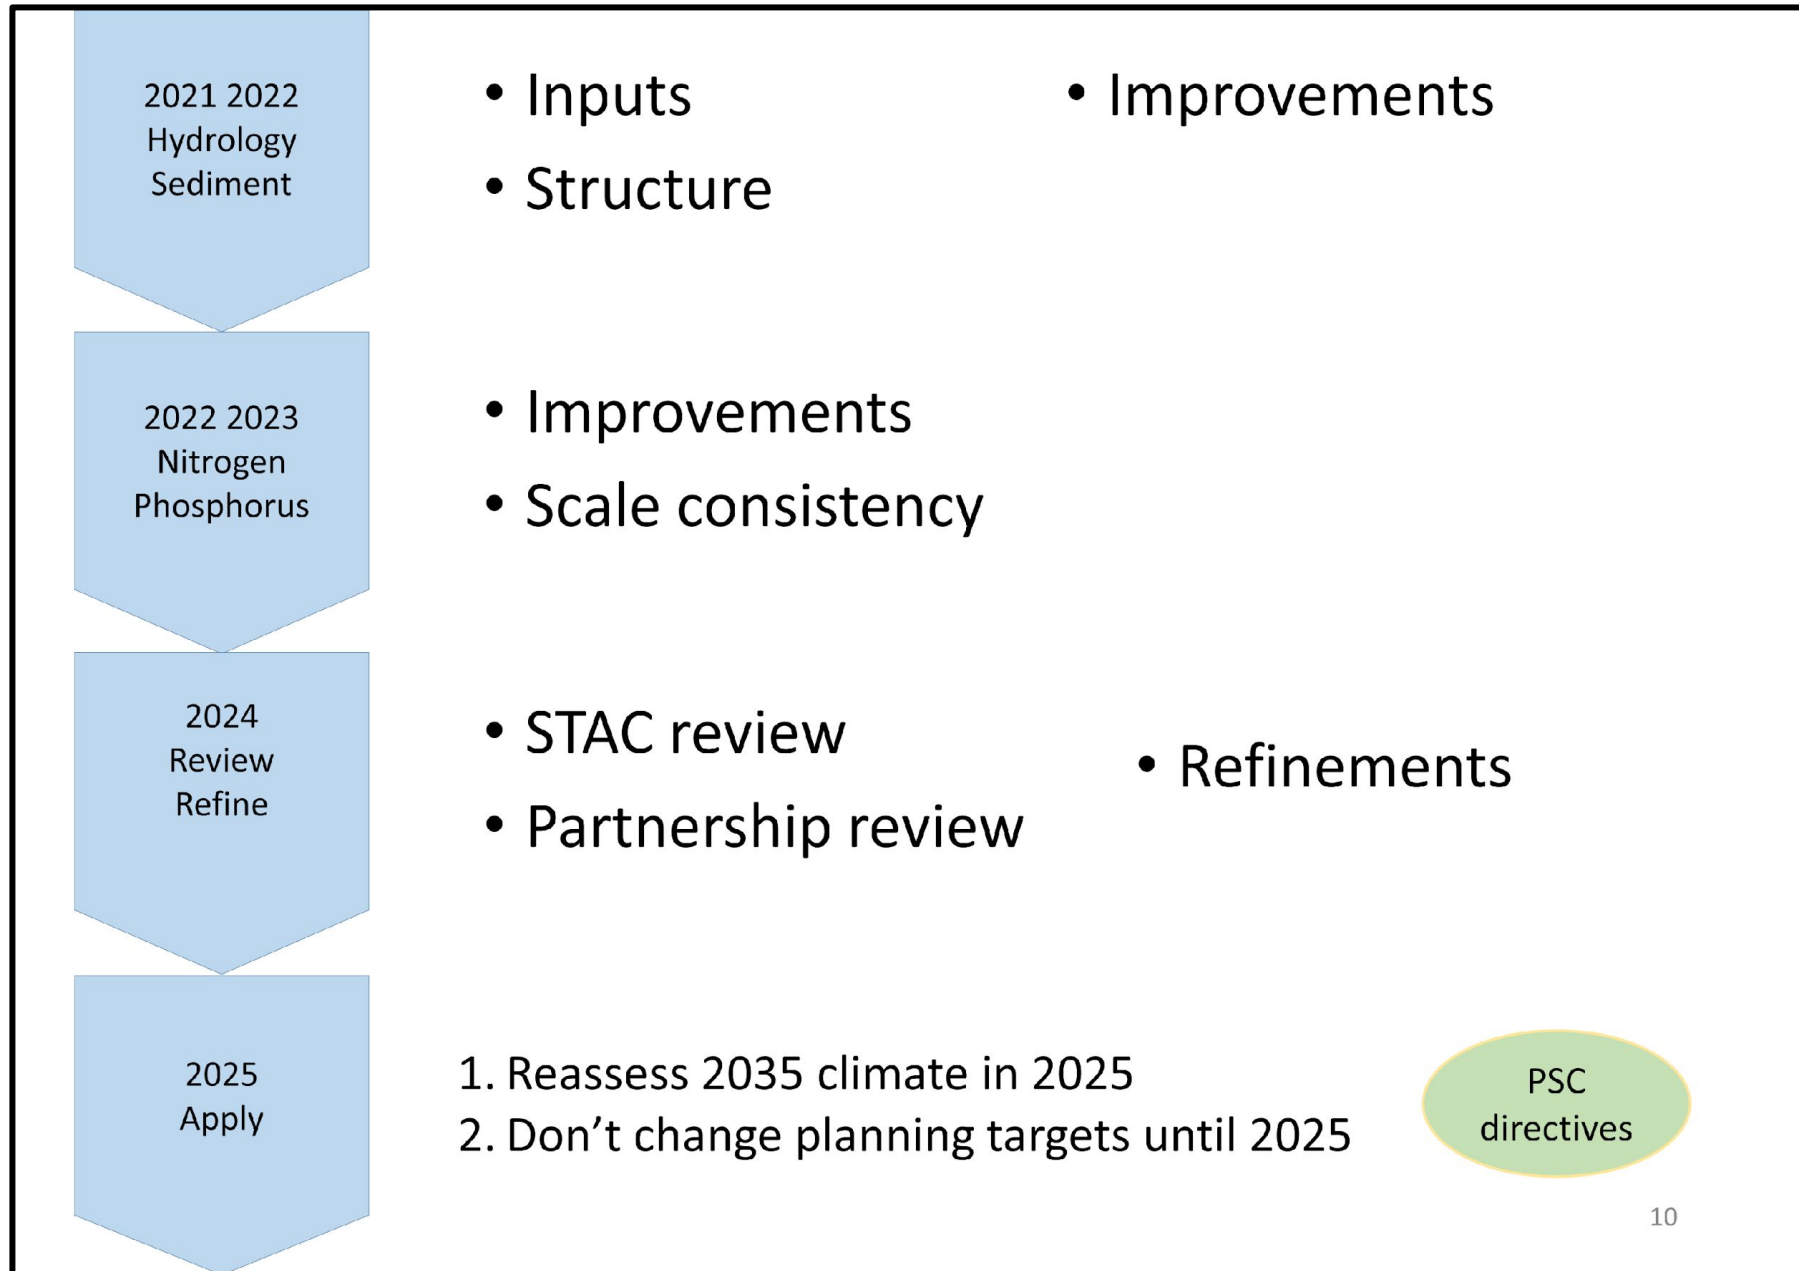 2021 2022
Hydrology
Sediment
• Inputs
• Structure
• Improvements
2022 2023
Nitrogen
Phosphorus
• Improvements
• Scale consistency
2024
Review
Refine
• STAC review
• Partnership review
• Refinements
2025
Apply
1. Reassess 2035 climate in 2025
2. Don’t change planning targets until 2025
PSC
directives
10